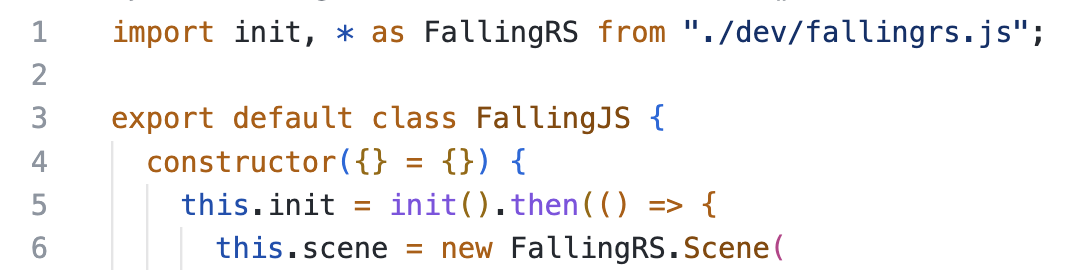 1 import init, * as FallingRS from "./dev/fallingrs.js";
2
3 export default class FallingJS {
4 constructor({} = {}) {
5 this.init = init().then(() => {
6 this.scene = new FallingRS.Scene(